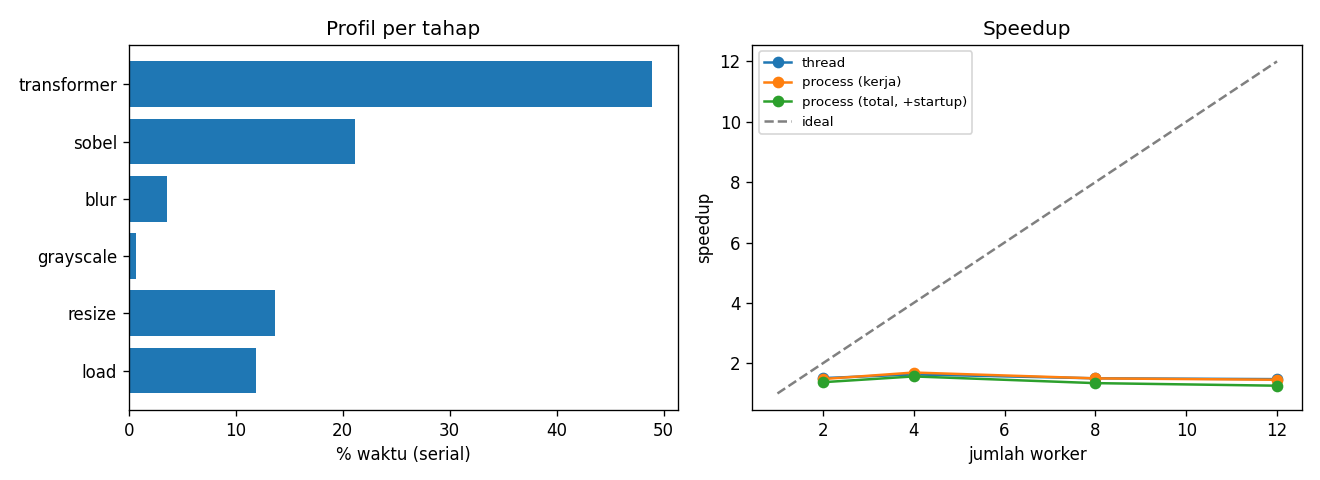 Profil per tahap
transformer
sobel
blur
grayscale
resize
load
0 10 20 30 40 50
% waktu (serial)
Speedup
thread
process (kerja)
process (total, +startup)
ideal
12
10
8
6
4
2
speedup
2 4 6 8 10 12
jumlah worker